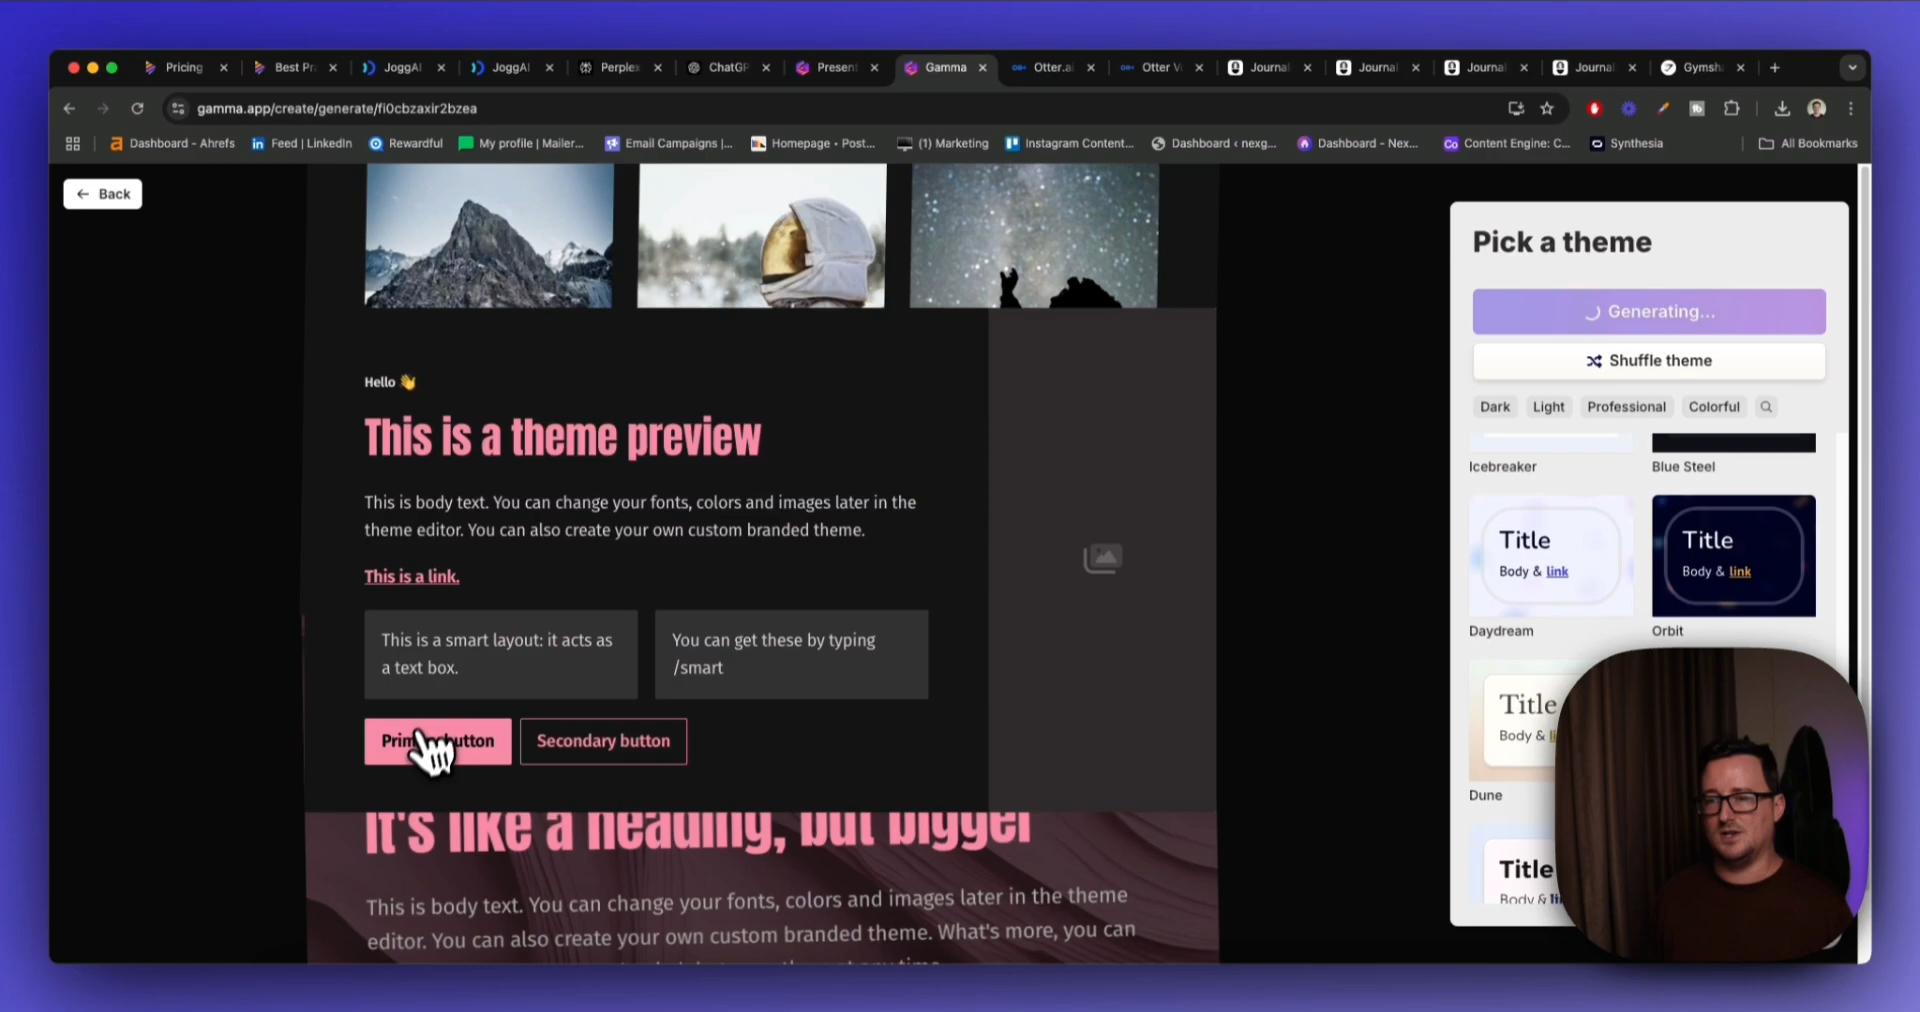 Pricing
Best Pr
JoggAI
JoggAI
Perplex
ChatGP
Present
Gamma
Otter.ai
Otter V
Journal
Journal
Journal
Journal
Gymsh
gamma.app/create/generate/fi0cbzaxir2bzea
Dashboard - Ahrefs
Feed | LinkedIn
Rewardful
My profile | Mailer...
Email Campaigns |...
Homepage • Post...
(1) Marketing
Instagram Content...
Dashboard ‹ nexg...
Dashboard - Nex...
Content Engine: C...
Synthesia
All Bookmarks
Back
Hello 👋
This is a theme preview
This is body text. You can change your fonts, colors and images later in the
theme editor. You can also create your own custom branded theme.
This is a link.
This is a smart layout: it acts as
a text box.
You can get these by typing
/smart
Secondary button
It's like a heading, but bigger
This is body text. You can change your fonts, colors and images later in the theme
editor. You can also create your own custom branded theme. What's more, you can
Pick a theme
Generating...
Shuffle theme
Dark
Light
Professional
Colorful
Icebreaker
Blue Steel
Title
Body & link
Daydream
Title
Body & link
Orbit
Title
Body &
Dune
Title
Body &